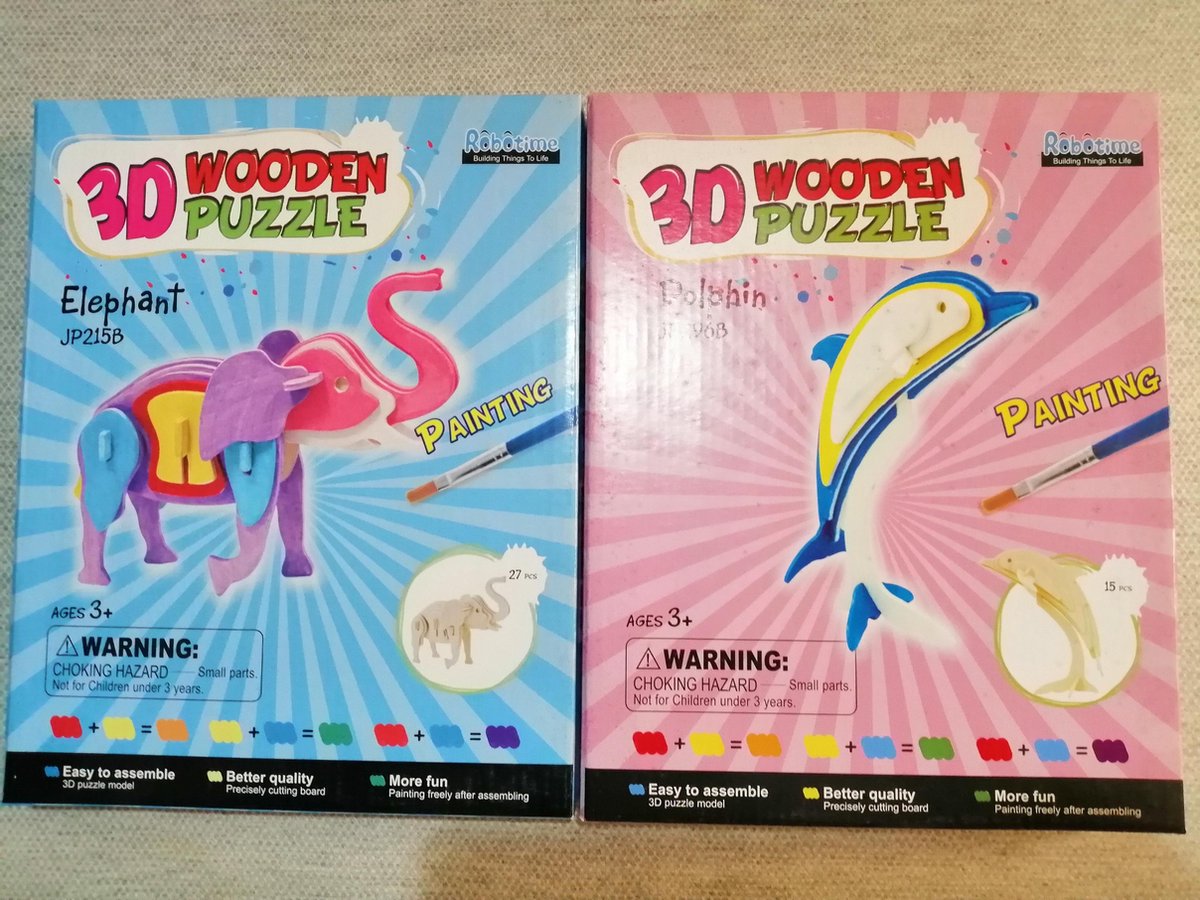 3D WOODEN
PUZZLE
Robotime
Building Things To Life
Elephant
JP215B
PAINTING
27 PCS
AGES 3+
WARNING:
CHOKING HAZARD — Small parts.
Not for Children under 3 years.
+ = + = + =
Easy to assemble
3D puzzle model
Better quality
Precisely cutting board
More fun
Painting freely after assembling
3D WOODEN
PUZZLE
Robotime
Building Things To Life
Dolphin
PAINTING
15 PCS
AGES 3+
WARNING:
CHOKING HAZARD — Small parts.
Not for Children under 3 years.
+ = + = + =
Easy to assemble
3D puzzle model
Better quality
Precisely cutting board
More fun
Painting freely after assembling